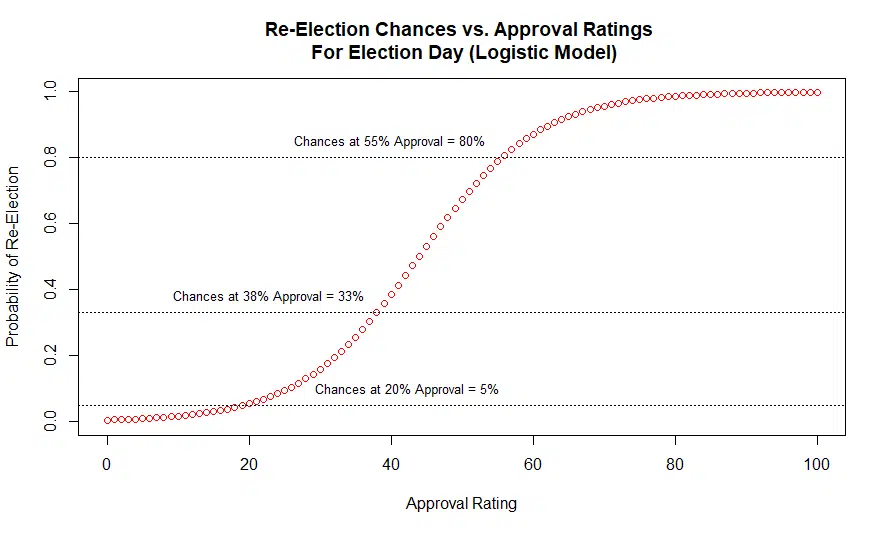 Re-Election Chances vs. Approval Ratings
For Election Day (Logistic Model)
Probability of Re-Election
1.0
0.8
0.6
0.4
0.2
0.0
Chances at 55% Approval = 80%
Chances at 38% Approval = 33%
Chances at 20% Approval = 5%
0 20 40 60 80 100
Approval Rating